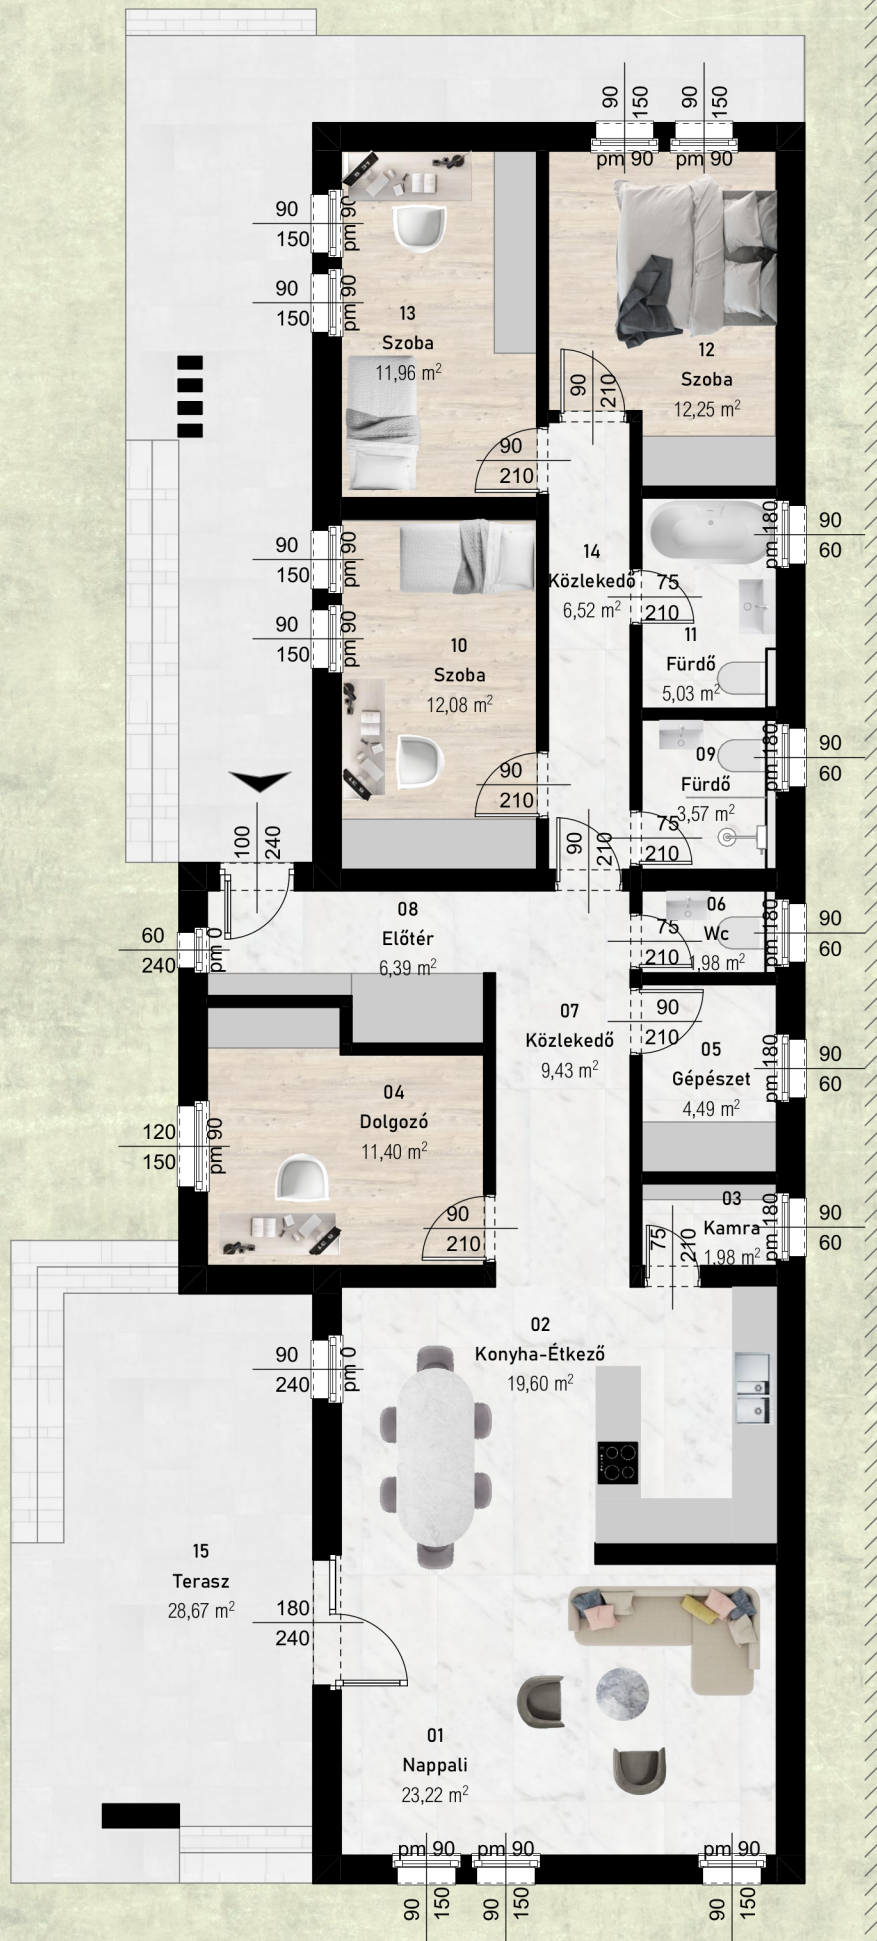 90
150
90
150
pm 90
pm 90
90
150
pm 90
90
150
pm 90
13
Szoba
11,96 m²
12
Szoba
12,25 m²
90
210
90
210
90
60
pm 180
90
150
pm 90
90
150
pm 90
14
Közlekedő
6,52 m²
75
210
11
Fürdő
5,03 m²
10
Szoba
12,08 m²
90
210
90
60
pm 180
09
Fürdő
3,57 m²
75
210
90
210
100
240
08
Előtér
6,39 m²
60
240
pm 0
06
Wc
1,98 m²
75
210
90
60
pm 180
07
Közlekedő
9,43 m²
90
210
05
Gépészet
4,49 m²
90
60
pm 180
04
Dolgozó
11,40 m²
120
150
pm 90
90
210
03
Kamra
1,98 m²
75
210
90
60
pm 180
02
Konyha-Étkező
19,60 m²
90
240
pm 0
15
Terasz
28,67 m²
180
240
01
Nappali
23,22 m²
pm 90
pm 90
pm 90
90
150
90
150
90
150